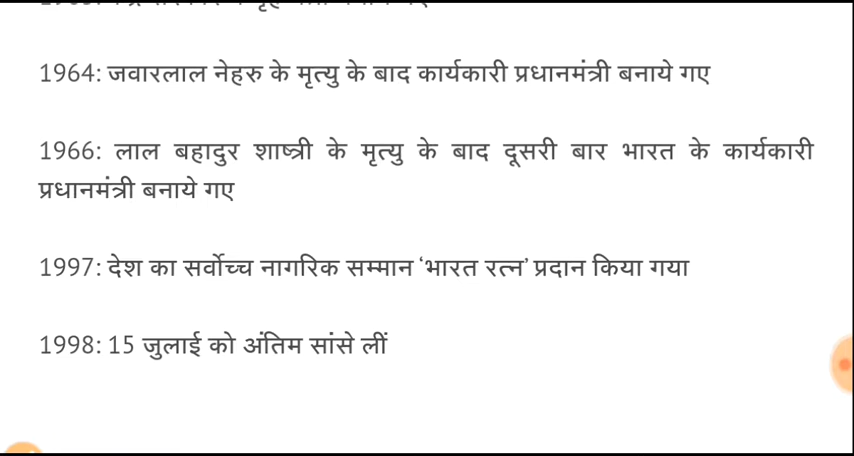 1964: जवारलाल नेहरु के मृत्यु के बाद कार्यकारी प्रधानमंत्री बनाये गए
1966: लाल बहादुर शाष्त्री के मृत्यु के बाद दूसरी बार भारत के कार्यकारी
प्रधानमंत्री बनाये गए
1997: देश का सर्वोच्च नागरिक सम्मान ‘भारत रत्न’ प्रदान किया गया
1998: 15 जुलाई को अंतिम सांसे लीं